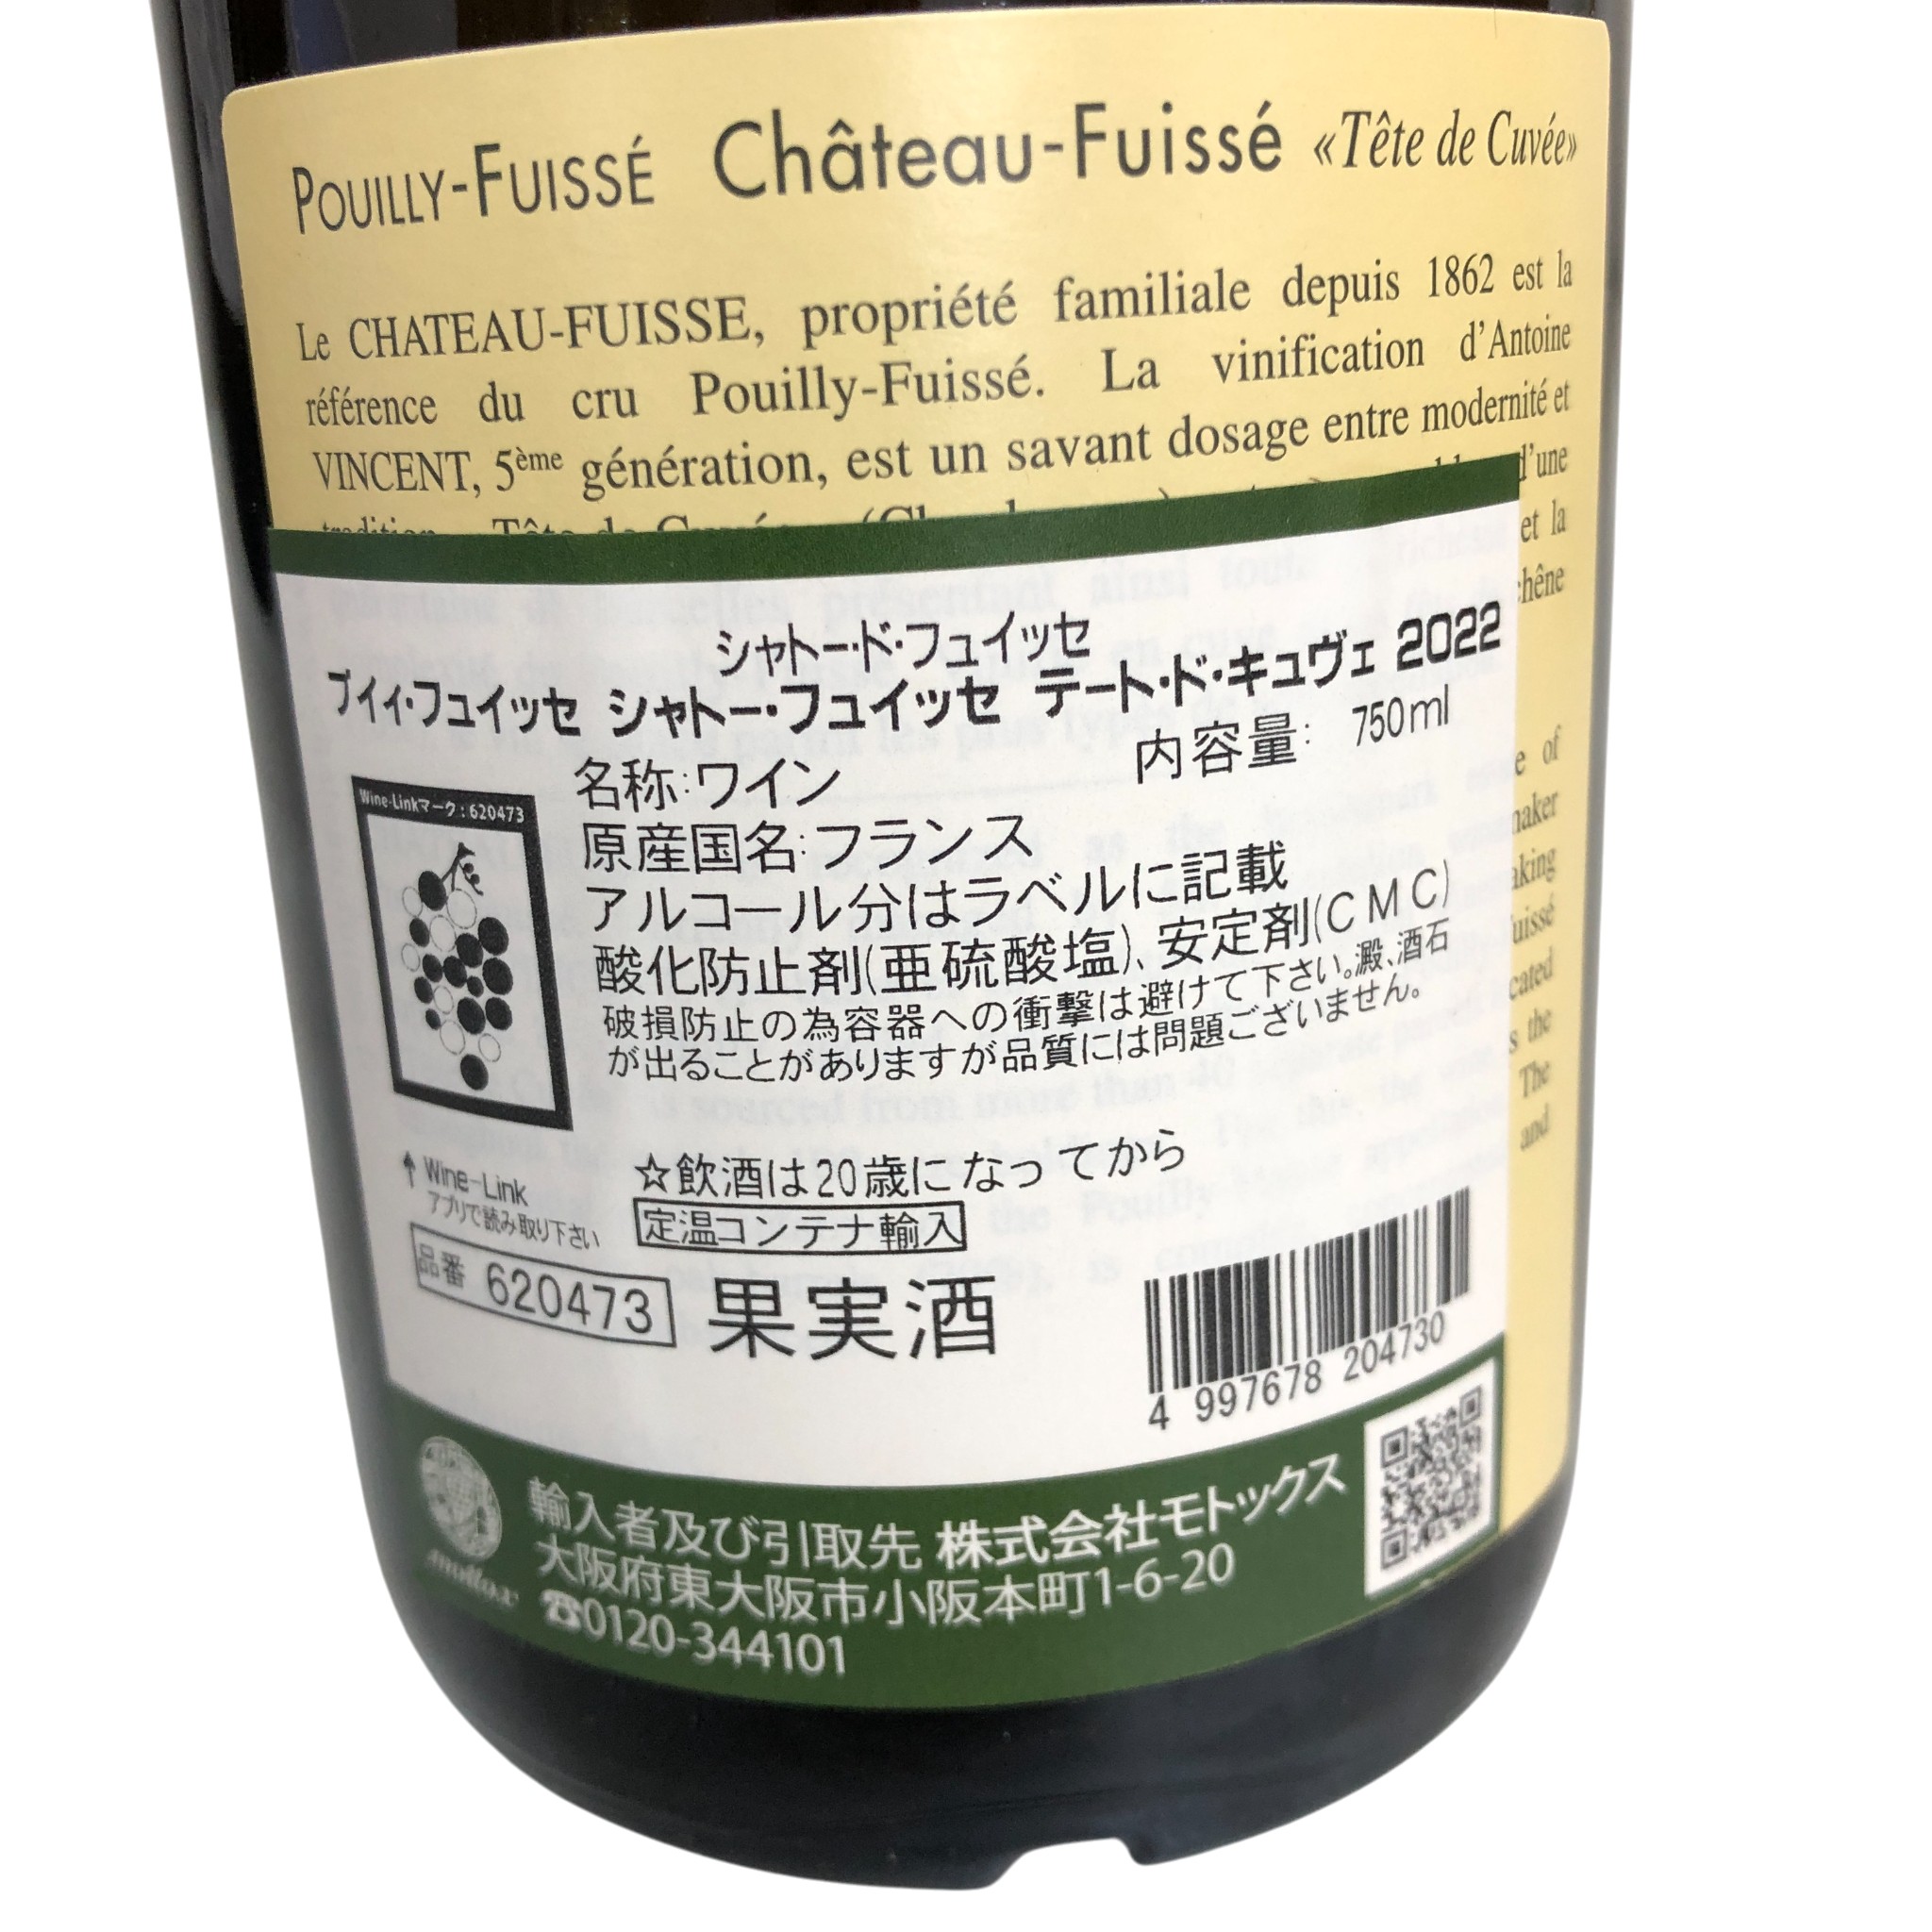 POUILLY-FUISSÉ Château-Fuissé «Tête de Cuvée»
Le CHATEAU-FUISSE, propriété familiale depuis 1862 est la
référence du cru Pouilly-Fuissé. La vinification d'Antoine
VINCENT, 5ème génération, est un savant dosage entre modernité et
d'une
et la
chêne
シャトー・ド・フュイッセ
プイィ・フュイッセ シャトー・フュイッセ テート・ド・キュヴェ 2022
内容量: 750ml
名称:ワイン
原産国名:フランス
アルコール分はラベルに記載
酸化防止剤(亜硫酸塩)、安定剤(CMC)
破損防止の為容器への衝撃は避けて下さい。澱、酒石
が出ることがありますが品質には問題ございません。
Wine-Linkマーク:620473
↑Wine-Link
アプリで読み取り下さい
☆飲酒は20歳になってから
定温コンテナ輸入
品番 620473
果実酒
4 997678 204730
of
uissé
the
The
and
mottox
輸入者及び引取先 株式会社モトックス
大阪府東大阪市小阪本町1-6-20
☎0120-344101